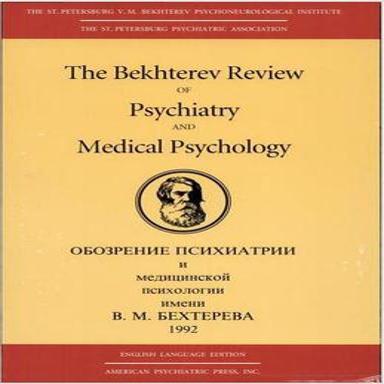 THE ST. PETERSBURG V. M. BEKHTEREV PSYCHONEUROLOGICAL INSTITUTE
THE ST. PETERSBURG PSYCHIATRIC ASSOCIATION
The Bekhterev Review
OF
Psychiatry
AND
Medical Psychology
ОБОЗРЕНИЕ ПСИХИАТРИИ
и
МЕДИЦИНСКОЙ
ПСИХОЛОГИИ
ИМЕНИ
В. М. БЕХТЕРЕВА
1992
ENGLISH LANGUAGE EDITION
AMERICAN PSYCHIATRIC PRESS, INC.